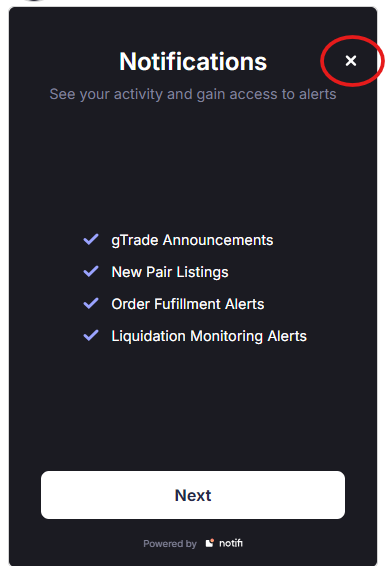 Notifications
See your activity and gain access to alerts
gTrade Announcements
New Pair Listings
Order Fufillment Alerts
Liquidation Monitoring Alerts
Next
Powered by notifi